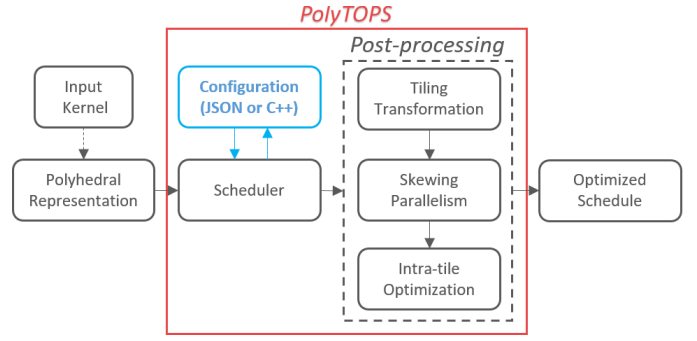 PolyTOPS
Post-processing
Input
Kernel
Configuration
(JSON or C++)
Tiling
Transformation
Polyhedral
Representation
Scheduler
Skewing
Parallelism
Optimized
Schedule
Intra-tile
Optimization